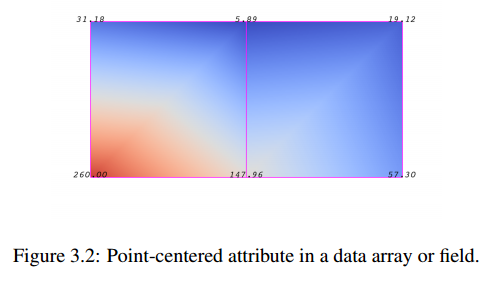 31.18 5.89 19.12
260.00 147.96 57.30
Figure 3.2: Point-centered attribute in a data array or field.